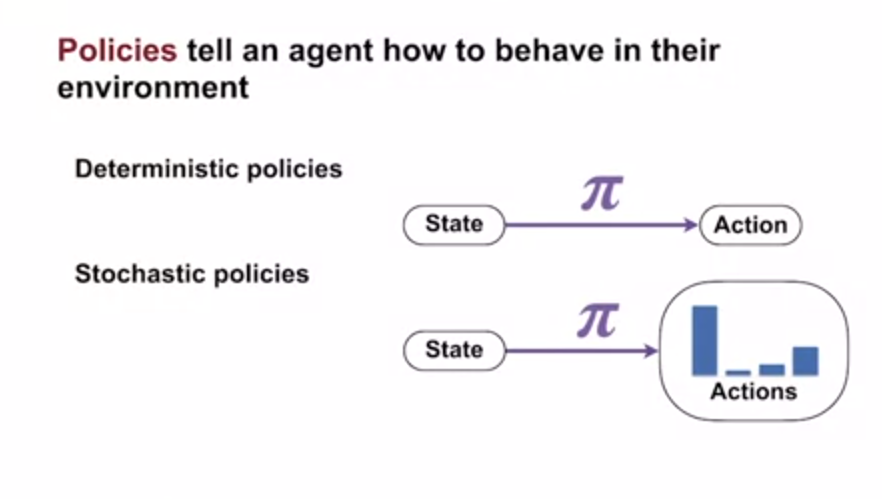 Policies tell an agent how to behave in their
environment
Deterministic policies
π
State
Action
Stochastic policies
π
State
Actions